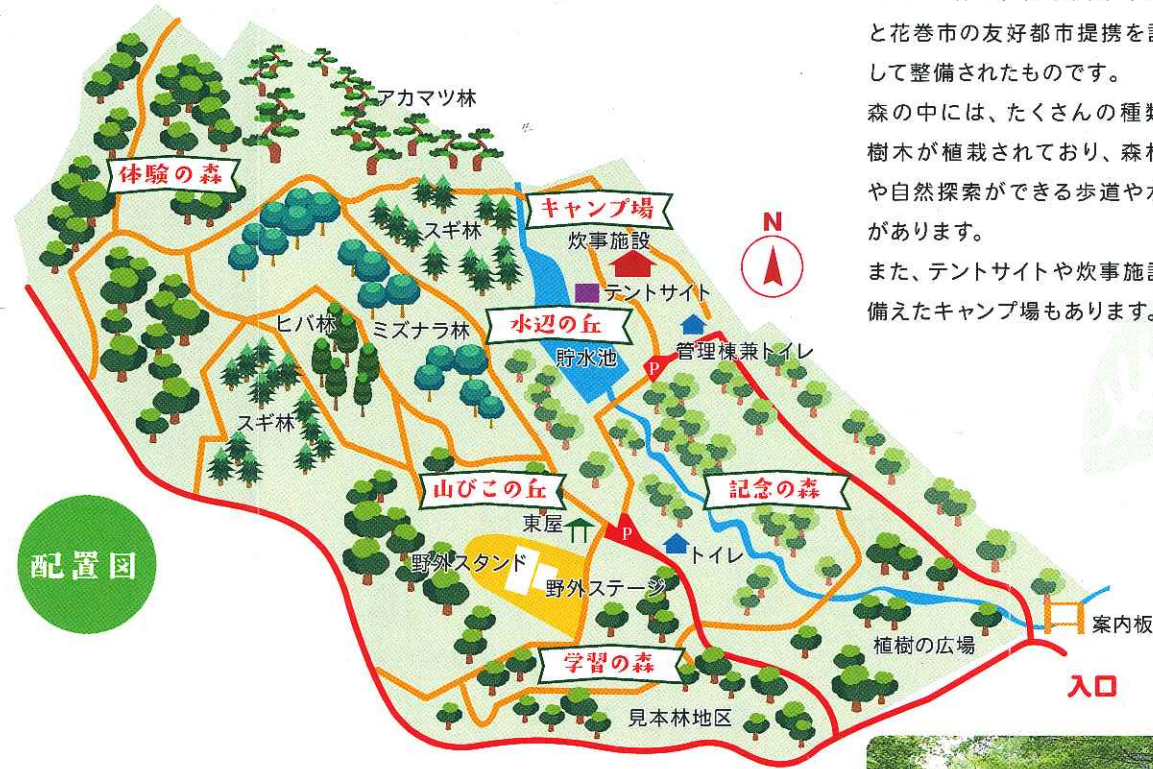 と花巻市の友好都市提携を
して整備されたものです。
森の中には、たくさんの種類
樹木が植栽されており、森
や自然探索ができる歩道や
があります。
また、テントサイトや炊事施設
備えたキャンプ場もあります。
アカマツ林
体験の森
キャンプ場
スギ林
炊事施設
N
テントサイト
ヒバ林
ミズナラ林
水辺の丘
貯水池
管理棟兼トイレ
P
スギ林
山びこの丘
記念の森
東屋
P
配置図
野外スタンド
トイレ
野外ステージ
案内板
植樹の広場
学習の森
入口
見本林地区